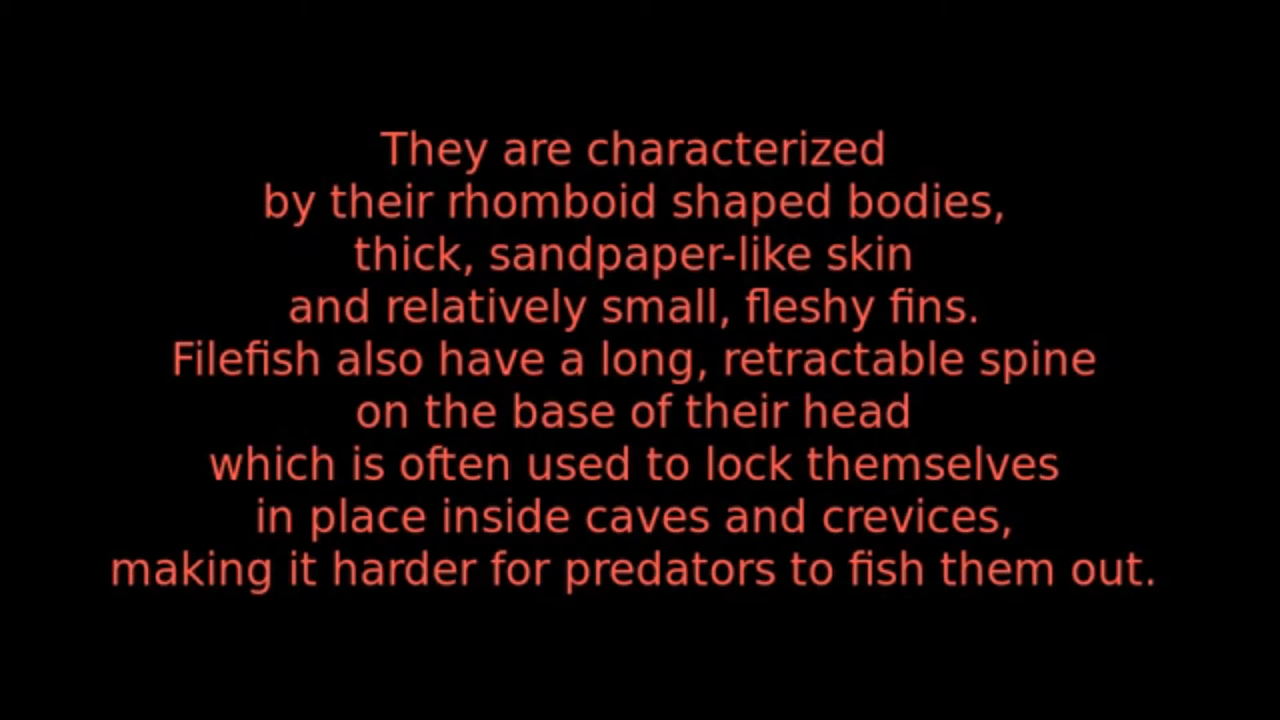 They are characterized
by their rhomboid shaped bodies,
thick, sandpaper-like skin
and relatively small, fleshy fins.
Filefish also have a long, retractable spine
on the base of their head
which is often used to lock themselves
in place inside caves and crevices,
making it harder for predators to fish them out.